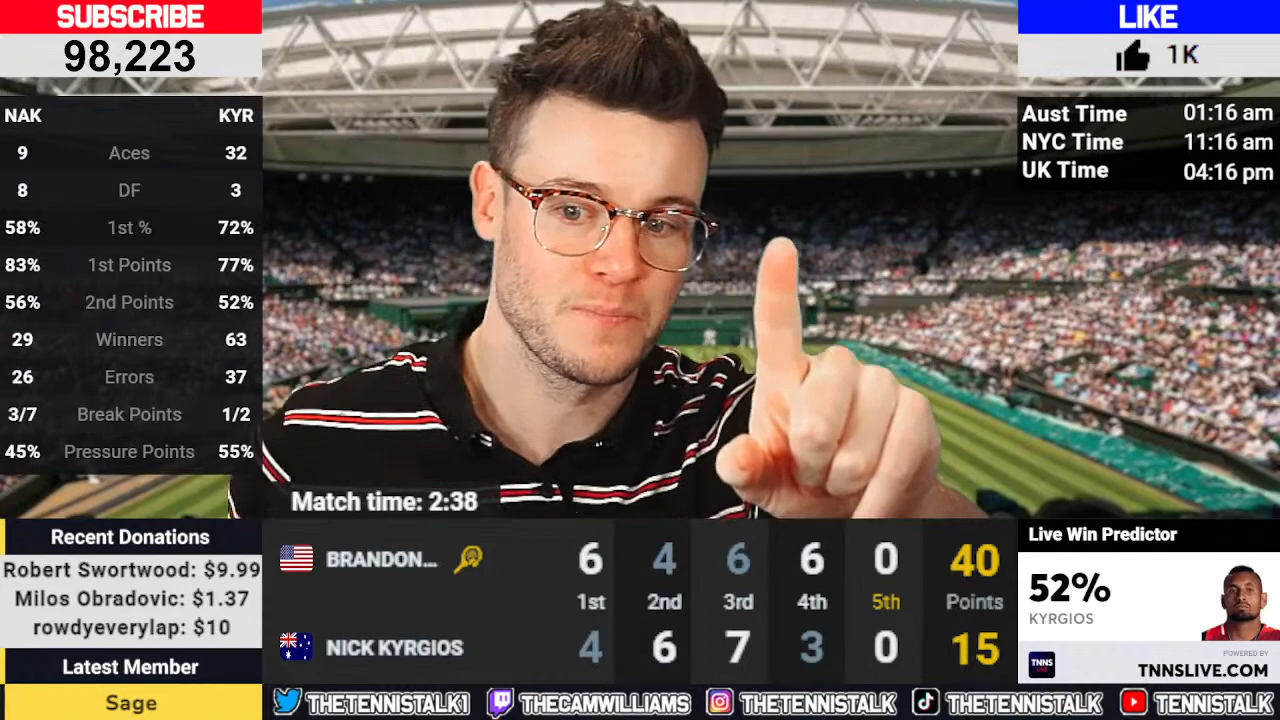 SUBSCRIBE
98,223
NAK KYR
9 Aces 32
8 DF 3
58% 1st % 72%
83% 1st Points 77%
56% 2nd Points 52%
29 Winners 63
26 Errors 37
3/7 Break Points 1/2
45% Pressure Points 55%
Recent Donations
Robert Swortwood: $9.99
Milos Obradovic: $1.37
rowdyeverylap: $10
Latest Member
Sage
LIKE
1K
Aust Time 01:16 am
NYC Time 11:16 am
UK Time 04:16 pm
Match time: 2:38
BRANDON... 6 4 6 6 0 40
1st 2nd 3rd 4th 5th Points
NICK KYRGIOS 4 6 7 3 0 15
Live Win Predictor
52%
KYRGIOS
POWERED BY
TNNS LIVE
TNNSLIVE.COM
THETENNISTALK1 THECAMWILLIAMS THETENNISTALK THETENNISTALK TENNISTALK